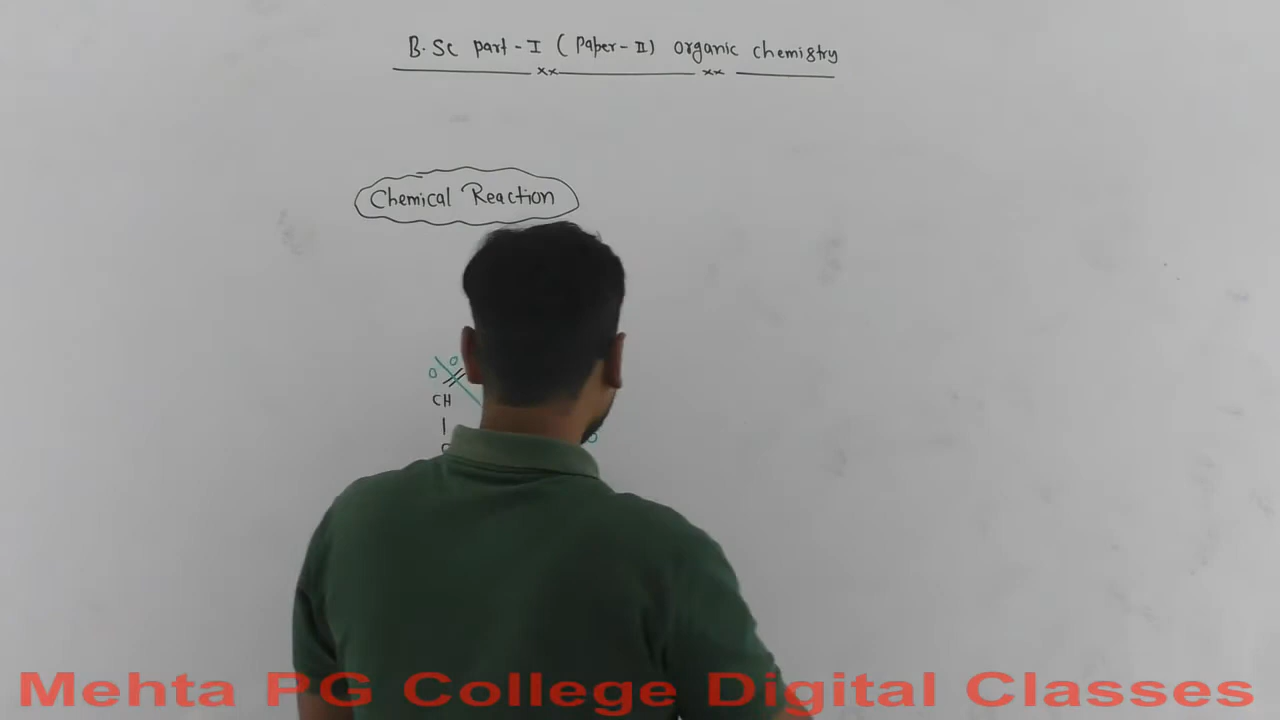 B.Sc part-I (Paper-II) organic chemistry
xx xx
Chemical Reaction
O O
CH
C
O
Mehta PG College Digital Classes